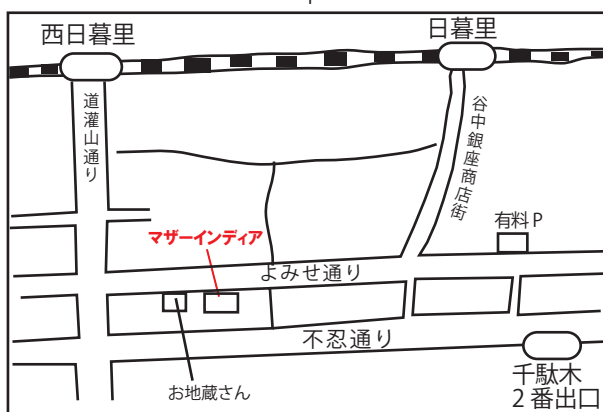 西日暮里
日暮里
道灌山通り
谷中銀座商店街
有料P
マザーインディア
よみせ通り
不忍通り
お地蔵さん
千駄木
2番出口